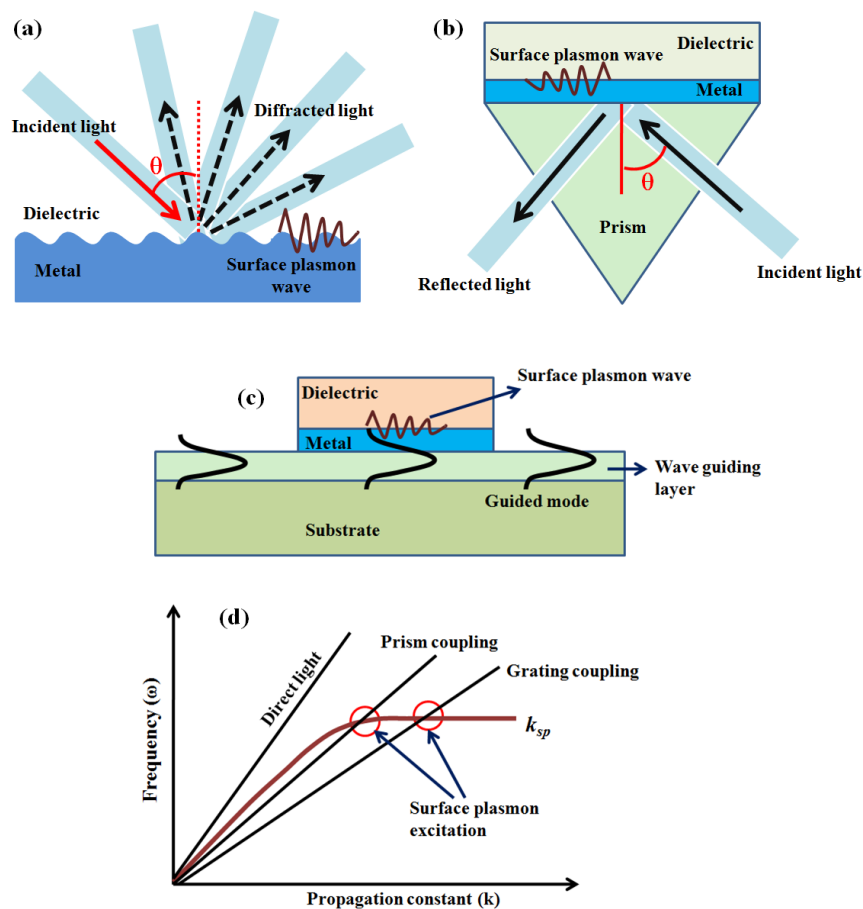 (a)
Incident light
θ
Diffracted light
Dielectric
Metal
Surface plasmon
wave
(b)
Surface plasmon wave
Dielectric
Metal
θ
Prism
Reflected light
Incident light
(c)
Dielectric
Surface plasmon wave
Metal
Wave guiding
layer
Guided mode
Substrate
(d)
Frequency (ω)
Direct light
Prism coupling
Grating coupling
ksp
Surface plasmon
excitation
Propagation constant (k)